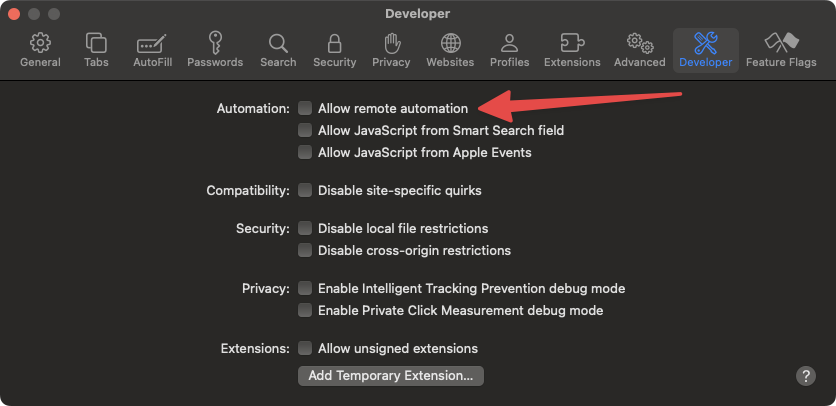 Developer
General Tabs AutoFill Passwords Search Security Privacy Websites Profiles Extensions Advanced Developer Feature Flags
Automation: Allow remote automation
Allow JavaScript from Smart Search field
Allow JavaScript from Apple Events
Compatibility: Disable site-specific quirks
Security: Disable local file restrictions
Disable cross-origin restrictions
Privacy: Enable Intelligent Tracking Prevention debug mode
Enable Private Click Measurement debug mode
Extensions: Allow unsigned extensions
Add Temporary Extension... ?